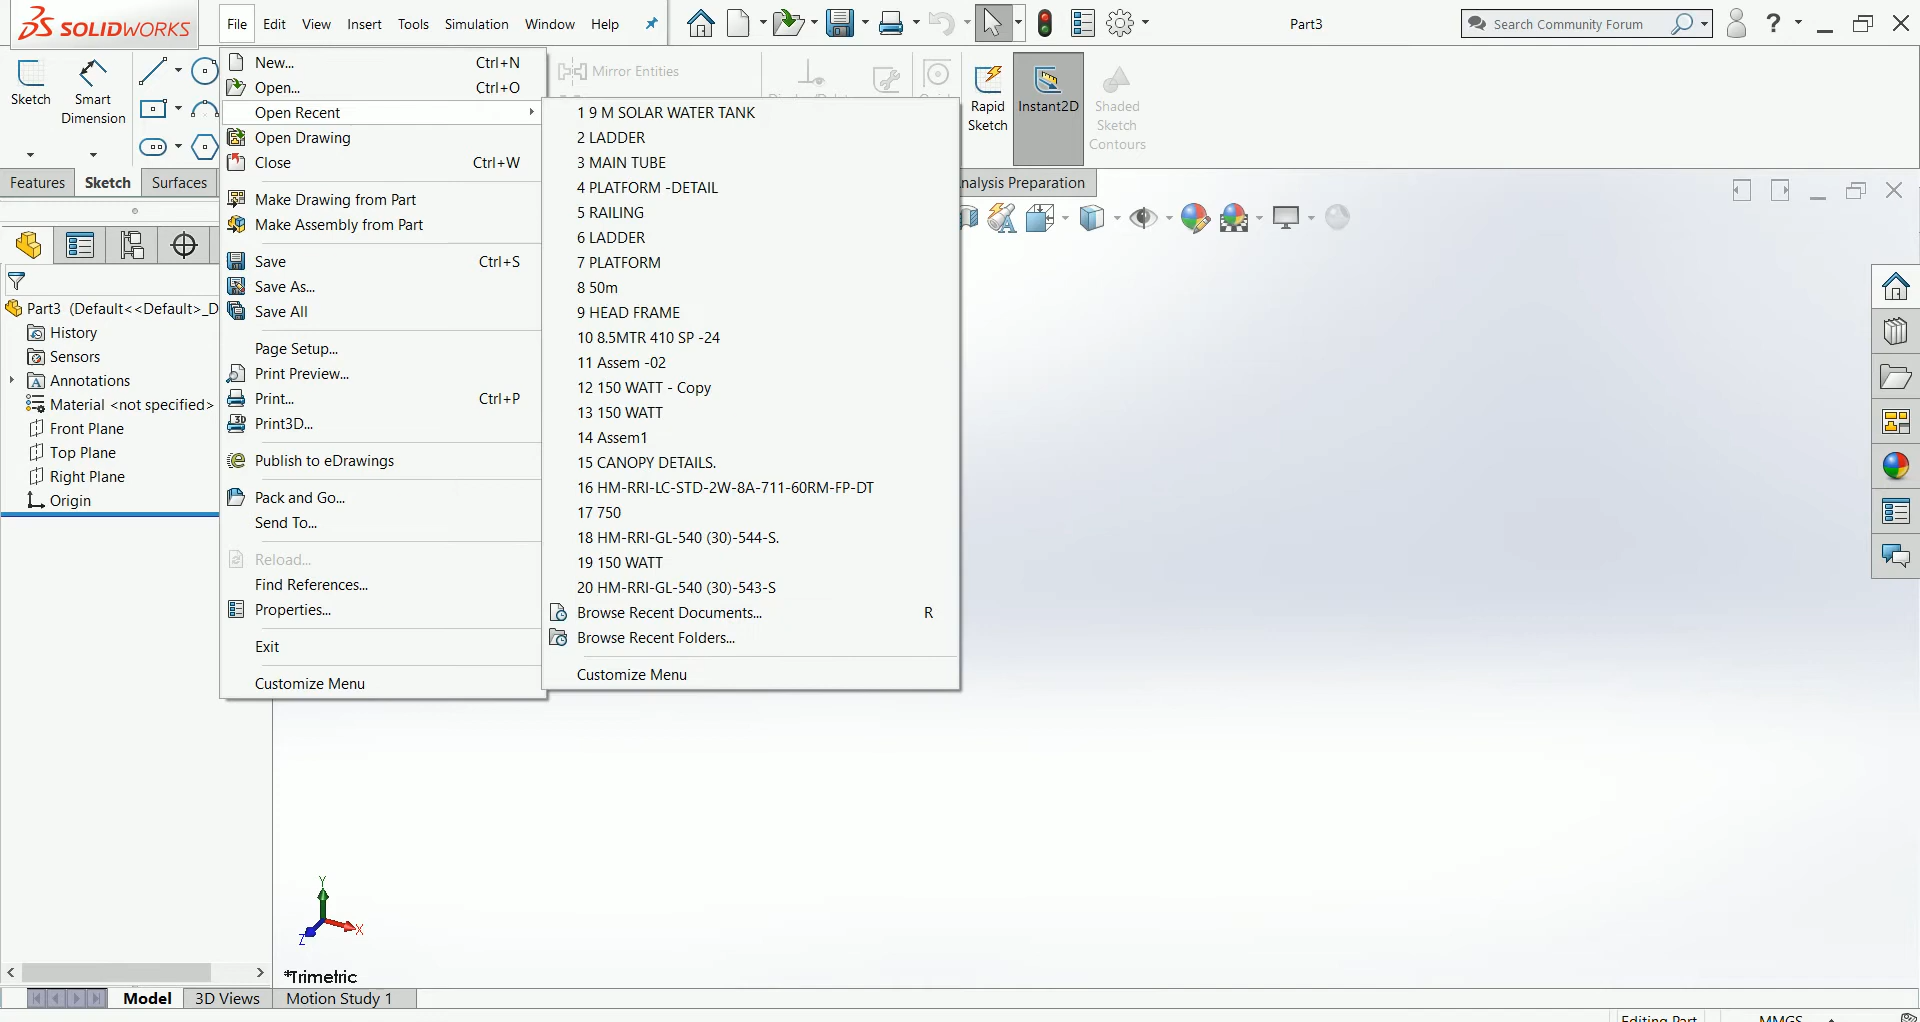 SOLIDWORKS
File Edit View Insert Tools Simulation Window Help
Part3
Search Community Forum
?
Sketch
Smart
Dimension
Mirror Entities
Rapid
Sketch
Instant2D
Shaded
Sketch
Contours
Features Sketch Surfaces
nalysis Preparation
New... Ctrl+N
Open... Ctrl+O
Open Recent
Open Drawing
Close Ctrl+W
Make Drawing from Part
Make Assembly from Part
Save Ctrl+S
Save As...
Save All
Page Setup...
Print Preview...
Print... Ctrl+P
Print3D...
Publish to eDrawings
Pack and Go...
Send To...
Reload...
Find References...
Properties...
Exit
Customize Menu
1 9 M SOLAR WATER TANK
2 LADDER
3 MAIN TUBE
4 PLATFORM -DETAIL
5 RAILING
6 LADDER
7 PLATFORM
8 50m
9 HEAD FRAME
10 8.5MTR 410 SP -24
11 Assem -02
12 150 WATT - Copy
13 150 WATT
14 Assem1
15 CANOPY DETAILS.
16 HM-RRI-LC-STD-2W-8A-711-60RM-FP-DT
17 750
18 HM-RRI-GL-540 (30)-544-S.
19 150 WATT
20 HM-RRI-GL-540 (30)-543-S
Browse Recent Documents... R
Browse Recent Folders...
Customize Menu
Part3 (Default<<Default>_D
History
Sensors
Annotations
Material <not specified>
Front Plane
Top Plane
Right Plane
Origin
Y
X
Z
*Trimetric
Model 3D Views Motion Study 1
Editing Part MMGS